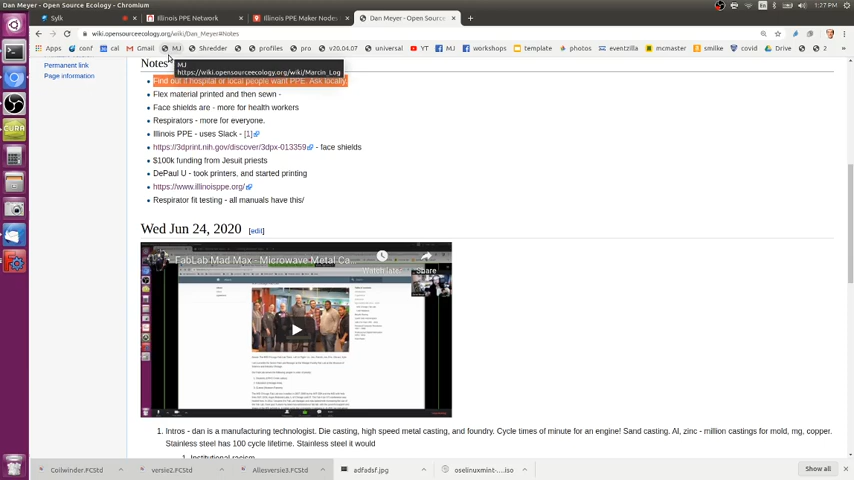 Dan Meyer - Open Source Ecology - Chromium
1:27 PM
Sylk
Illinois PPE Network
Illinois PPE Maker Nodes
Dan Meyer - Open Source
wiki.opensourceecology.org/wiki/Dan_Meyer#Notes
Apps
conf
cal
Gmail
MJ
Shredder
profiles
pro
v20.04.07
universal
YT
MJ
workshops
photos
eventzilla
mcmaster
smilke
covid
Drive
2
Permanent link
Page information
MJ
https://wiki.opensourceecology.org/wiki/Marcin_Log
Notes
Find out if hospital or local people want PPE. Ask locally.
Flex material printed and then sewn -
Face shields are - more for health workers
Respirators - more for everyone.
Illinois PPE - uses Slack - [1]
https://3dprint.nih.gov/discover/3dpx-013359 - face shields
$100k funding from Jesuit priests
DePaul U - took printers, and started printing
https://www.illinoisppe.org/
Respirator fit testing - all manuals have this/
Wed Jun 24, 2020 [edit]
FabLab Mad Max - Microwave Metal Ca...
Watch later
Share
1. Intros - dan is a manufacturing technologist. Die casting, high speed metal casting, and foundry. Cycle times of minute for an engine! Sand casting. Al, zinc - million castings for mold, mg, copper.
Stainless steel has 100 cycle lifetime. Stainless steel it would
1. Institutional racism
Coilwinder.FCStd
versie2.FCStd
Allesversie3.FCStd
adfadsf.jpg
oselinuxmint-....iso
Show all